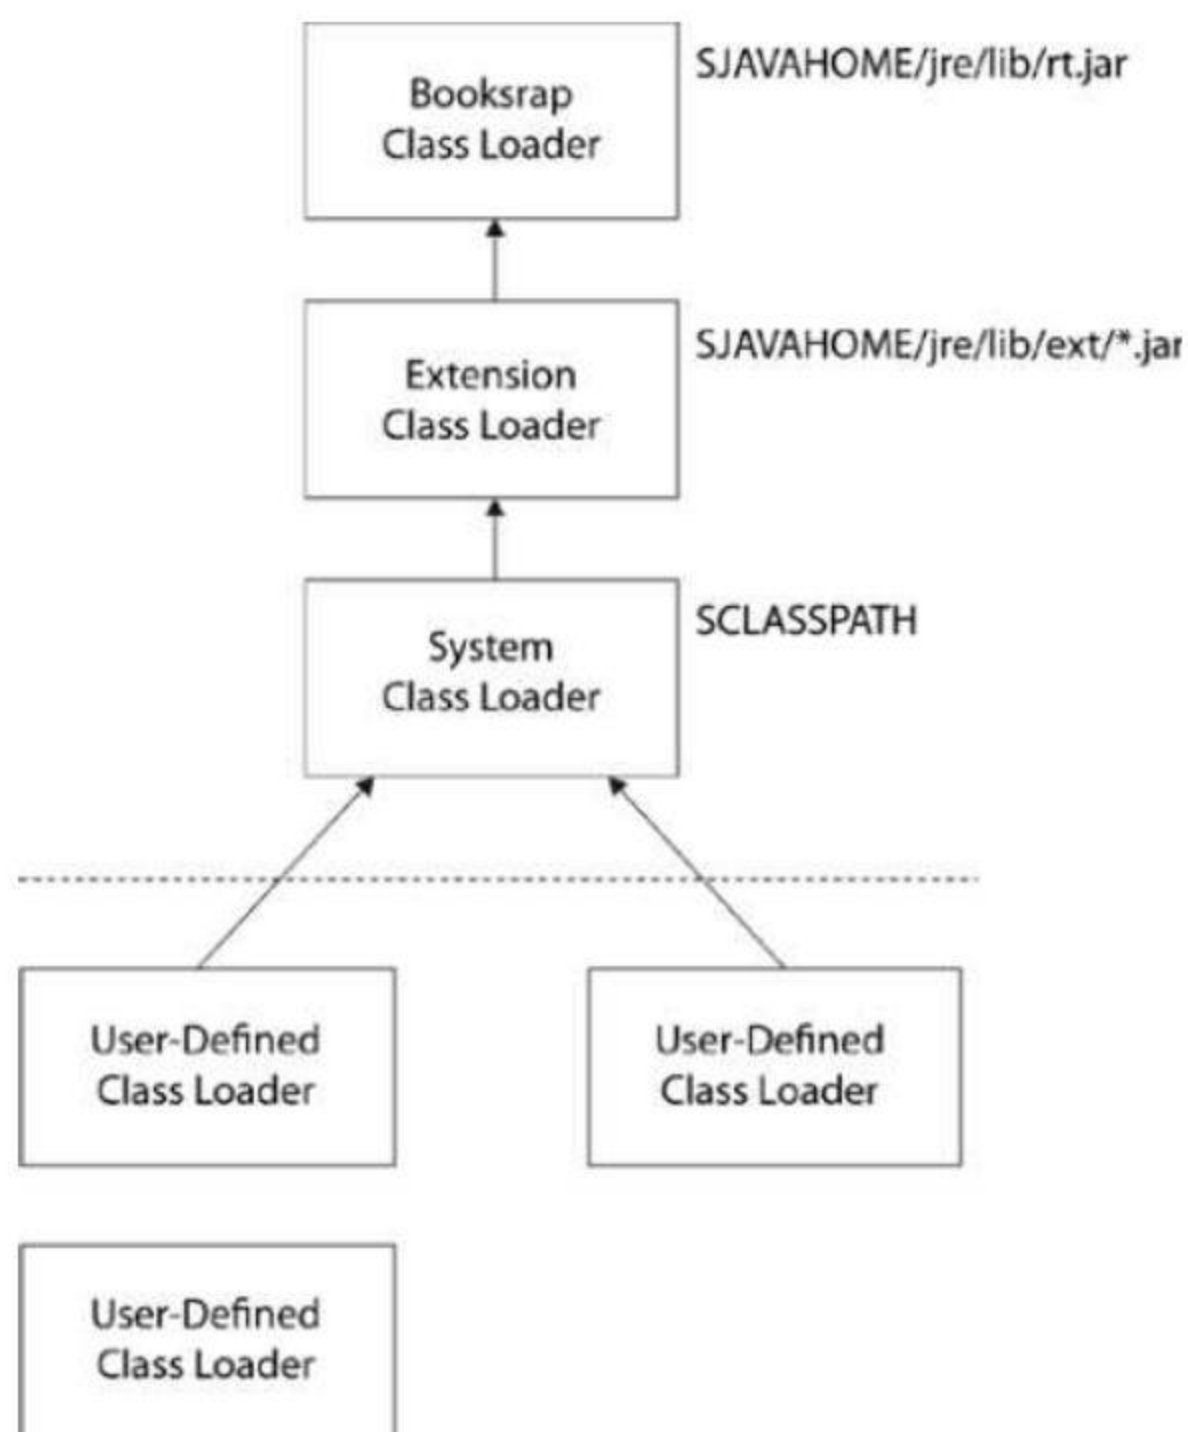 Booksrap
Class Loader
SJAVAHOME/jre/lib/rt.jar
Extension
Class Loader
SJAVAHOME/jre/lib/ext/*.jar
System
Class Loader
SCLASSPATH
User-Defined
Class Loader
User-Defined
Class Loader
User-Defined
Class Loader